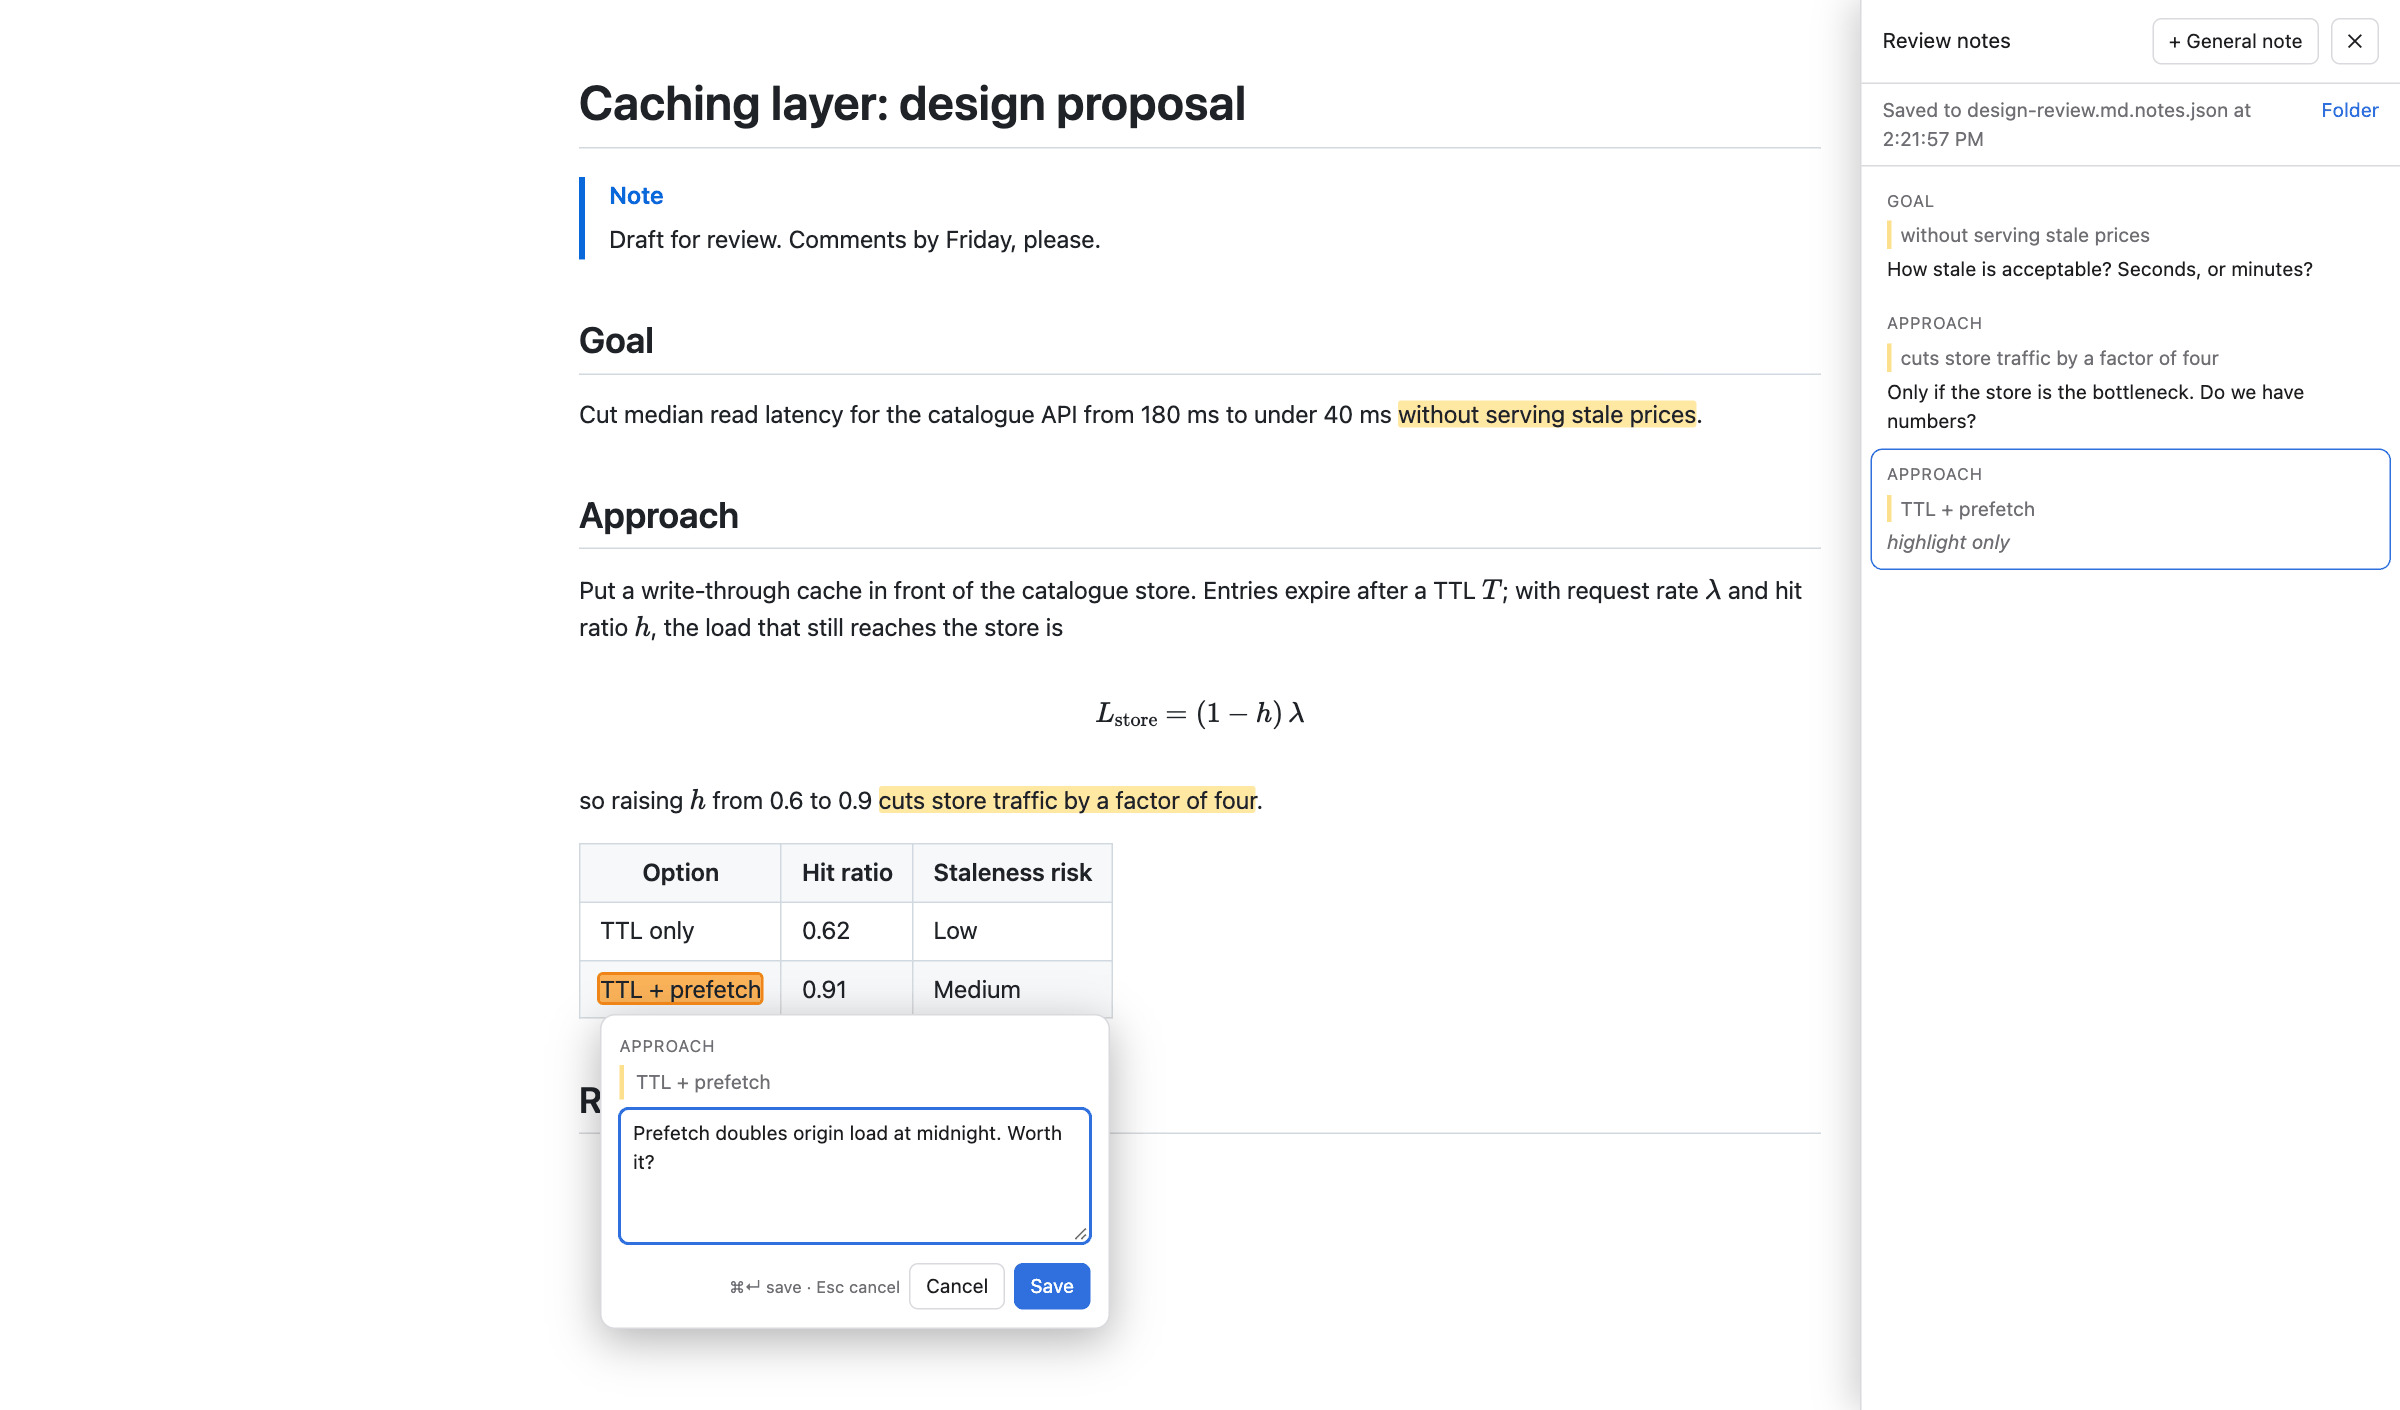 Caching layer: design proposal
Note
Draft for review. Comments by Friday, please.
Goal
Cut median read latency for the catalogue API from 180 ms to under 40 ms without serving stale prices.
Approach
Put a write-through cache in front of the catalogue store. Entries expire after a TTL T; with request rate λ and hit
ratio h, the load that still reaches the store is
L_store = (1 − h) λ
so raising h from 0.6 to 0.9 cuts store traffic by a factor of four.
Option Hit ratio Staleness risk
TTL only 0.62 Low
TTL + prefetch 0.91 Medium
R
APPROACH
TTL + prefetch
Prefetch doubles origin load at midnight. Worth
it?
⌘↵ save · Esc cancel Cancel Save
Review notes + General note ×
Saved to design-review.md.notes.json at Folder
2:21:57 PM
GOAL
without serving stale prices
How stale is acceptable? Seconds, or minutes?
APPROACH
cuts store traffic by a factor of four
Only if the store is the bottleneck. Do we have
numbers?
APPROACH
TTL + prefetch
highlight only